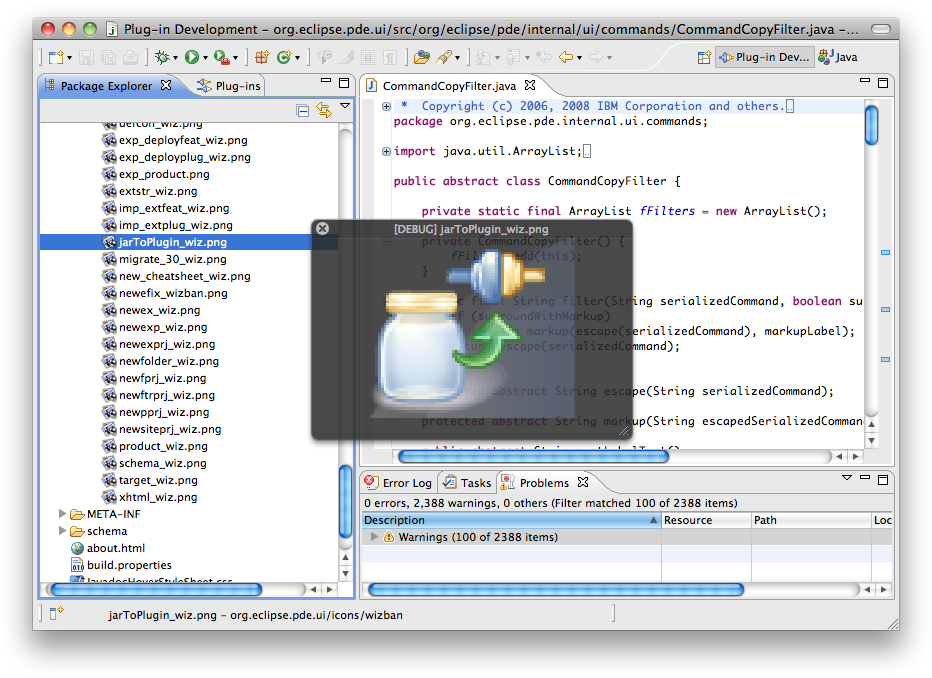 Plug-in Development - org.eclipse.pde.ui/src/org/eclipse/pde/internal/ui/commands/CommandCopyFilter.java -...
Plug-in Dev...
Java
Package Explorer
Plug-ins
defcon_wiz.png
exp_deployfeat_wiz.png
exp_deployplug_wiz.png
exp_product.png
extstr_wiz.png
imp_extfeat_wiz.png
imp_extplug_wiz.png
jarToPlugin_wiz.png
migrate_30_wiz.png
new_cheatsheet_wiz.png
newefix_wizban.png
newex_wiz.png
newexp_wiz.png
newexprj_wiz.png
newfolder_wiz.png
newfprj_wiz.png
newftrprj_wiz.png
newpprj_wiz.png
newsiteprj_wiz.png
product_wiz.png
schema_wiz.png
target_wiz.png
xhtml_wiz.png
META-INF
schema
about.html
build.properties
JavadocHoverStyleSheet.css
CommandCopyFilter.java
* Copyright (c) 2006, 2008 IBM Corporation and others.
package org.eclipse.pde.internal.ui.commands;
import java.util.ArrayList;
public abstract class CommandCopyFilter {
private static final ArrayList fFilters = new ArrayList();
[DEBUG] jarToPlugin_wiz.png
private CommandCopyFilter() {
(this);
}
String filter(String serializedCommand, boolean su
(surroundWithMarkup)
markup(escape(serializedCommand), markupLabel);
escape(serializedCommand);
abstract String escape(String serializedCommand);
protected abstract String markup(String escapedSerializedComman
Error Log
Tasks
Problems
0 errors, 2,388 warnings, 0 others (Filter matched 100 of 2388 items)
Description Resource Path Loc
Warnings (100 of 2388 items)
jarToPlugin_wiz.png - org.eclipse.pde.ui/icons/wizban